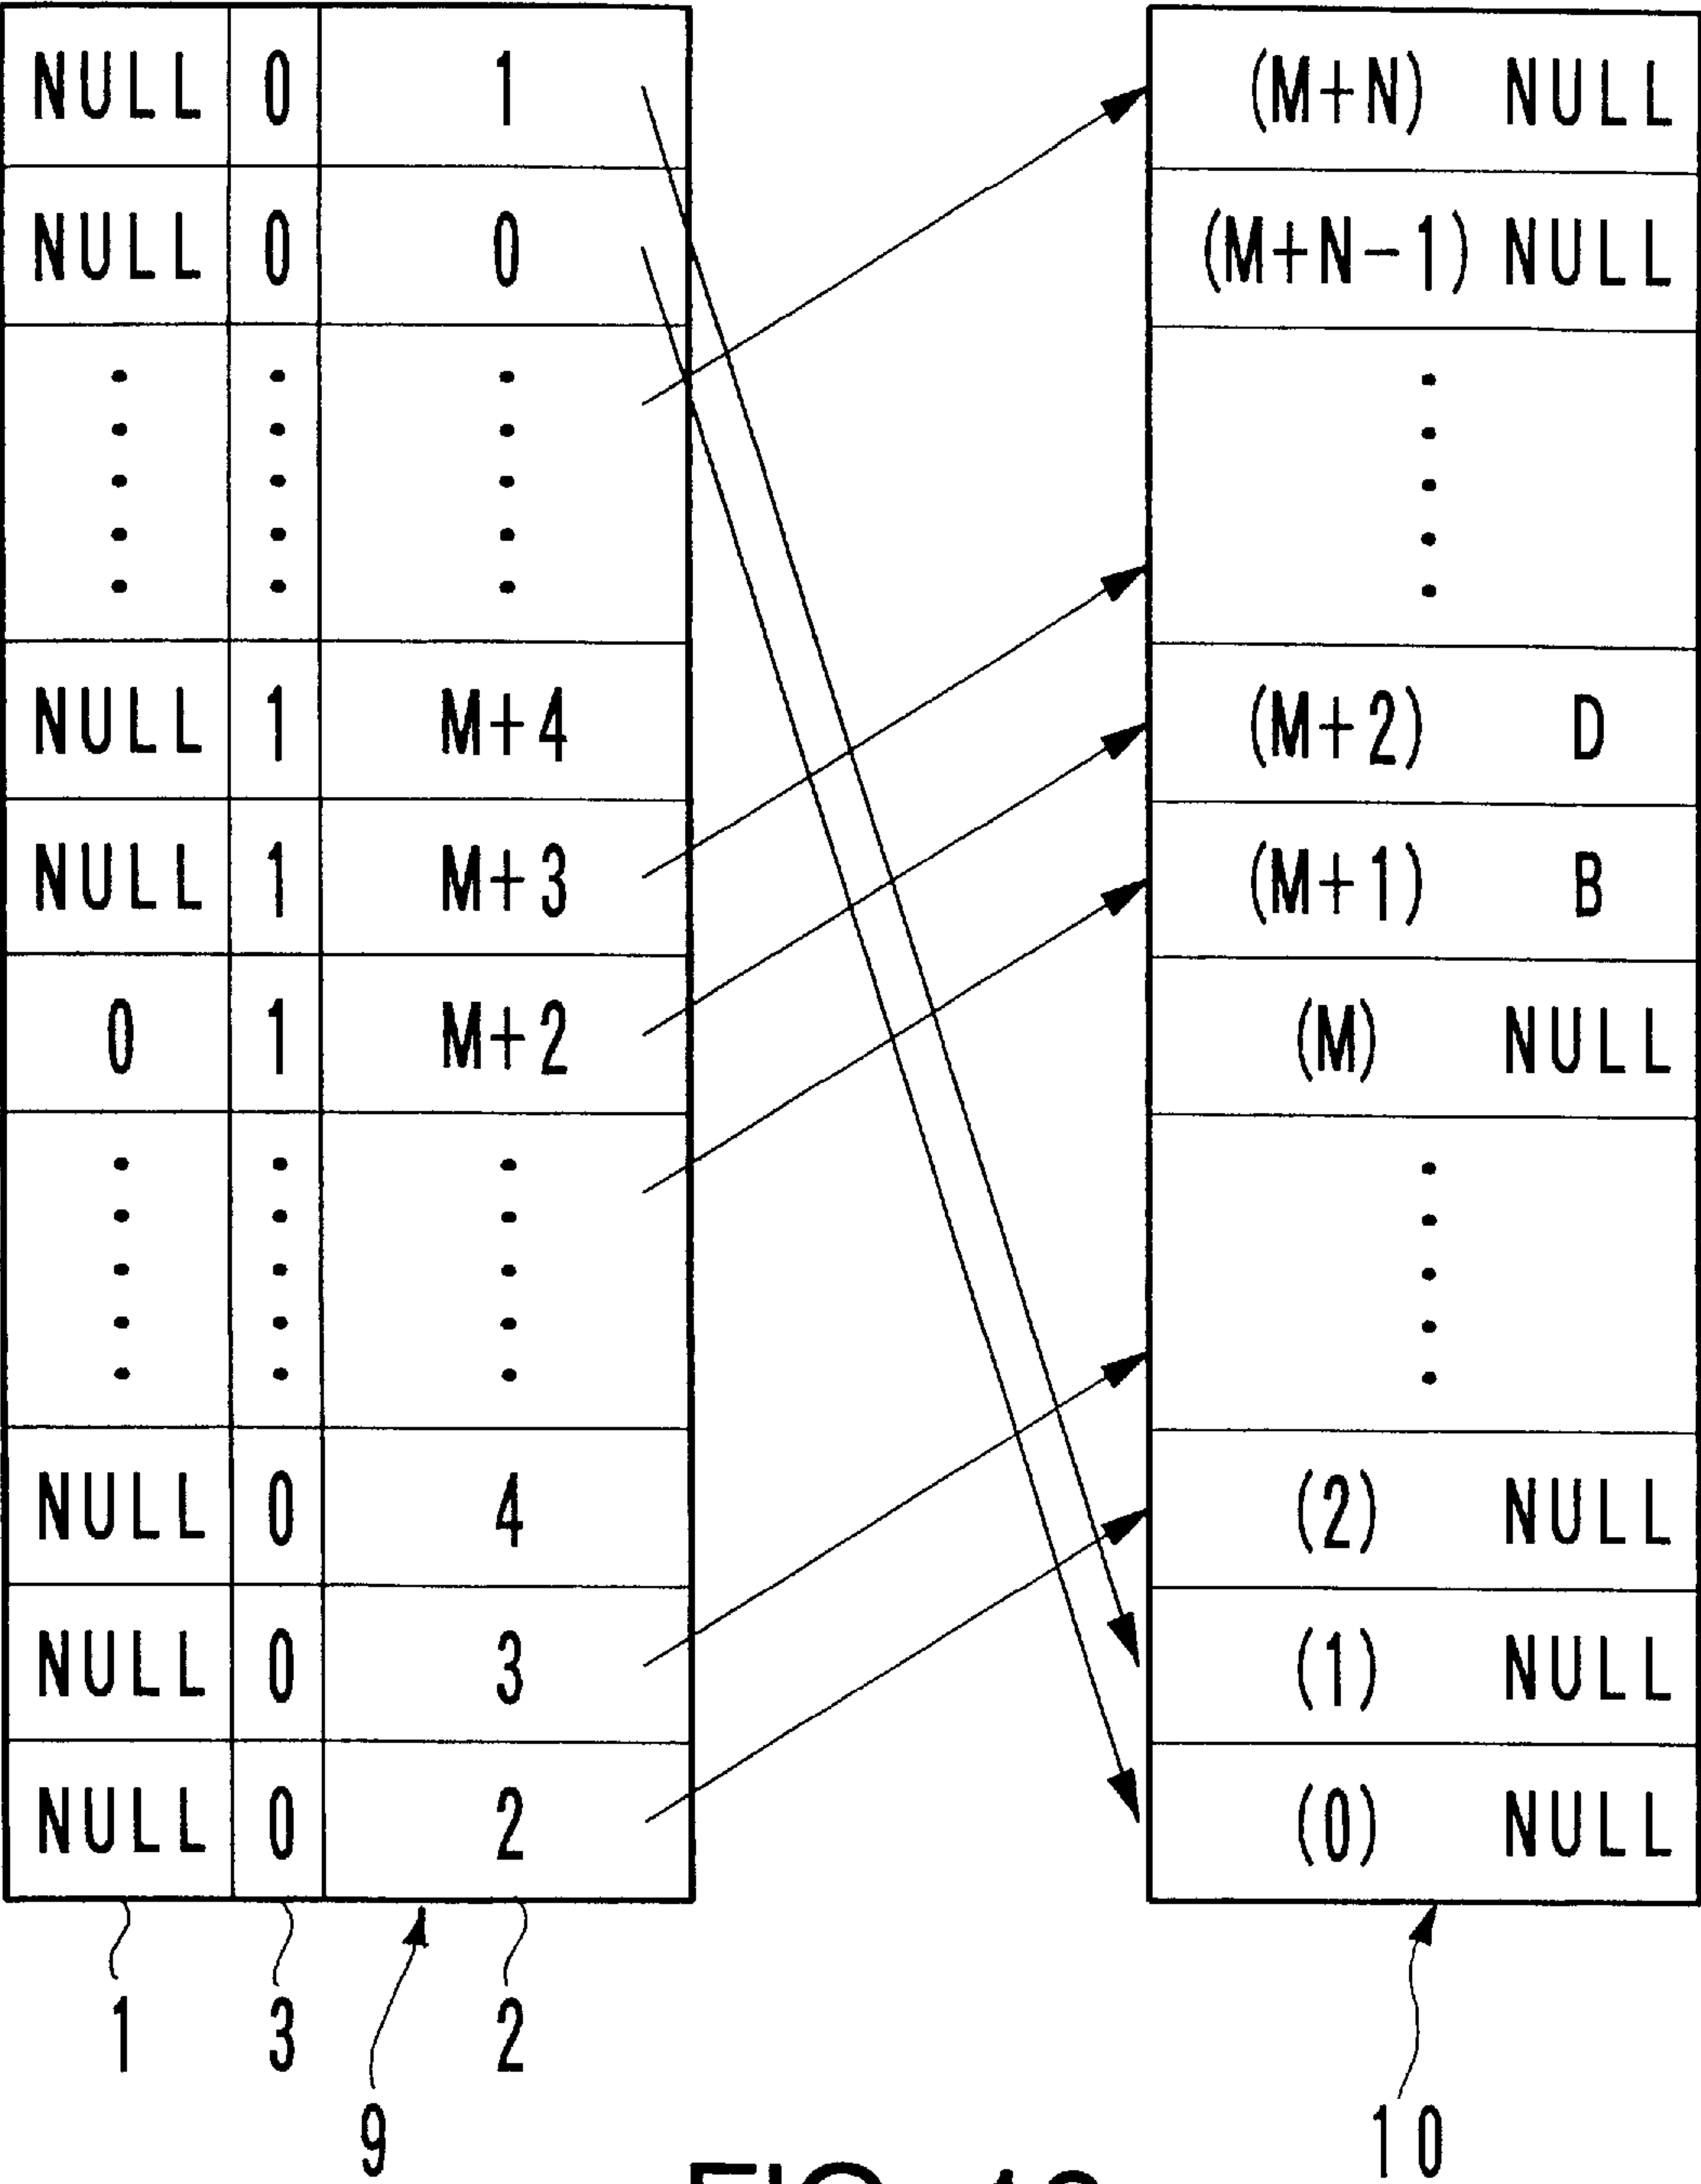 NULL 0 1 (M+N) NULL
NULL 0 0 (M+N-1) NULL
NULL 1 M+4 (M+2) D
NULL 1 M+3 (M+1) B
0 1 M+2 (M) NULL
NULL 0 4 (2) NULL
NULL 0 3 (1) NULL
NULL 0 2 (0) NULL
1 3 2
9 10